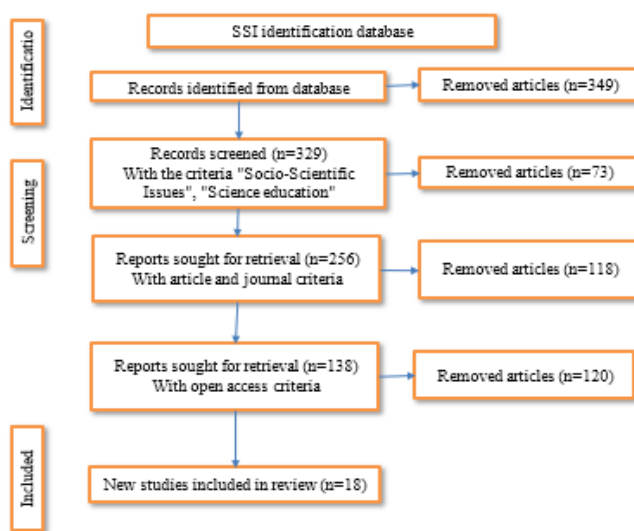 SSI identification database
Identificatio
Records identified from database
Removed articles (n=349)
Screening
Records screened (n=329)
With the criteria "Socio-Scientific
Issues", "Science education"
Removed articles (n=73)
Reports sought for retrieval (n=256)
With article and journal criteria
Removed articles (n=118)
Reports sought for retrieval (n=138)
With open access criteria
Removed articles (n=120)
Included
New studies included in review (n=18)